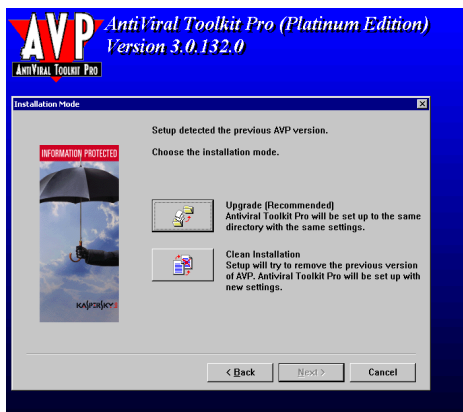 AntiViral Toolkit Pro (Platinum Edition)
Version 3.0.132.0
AVP
ANTIVIRAL TOOLKIT PRO
Installation Mode
INFORMATION PROTECTED
KASPERSKY
Setup detected the previous AVP version.
Choose the installation mode.
Upgrade (Recommended)
Antiviral Toolkit Pro will be set up to the same
directory with the same settings.
Clean Installation
Setup will try to remove the previous version
of AVP. Antiviral Toolkit Pro will be set up with
new settings.
< Back
Next >
Cancel